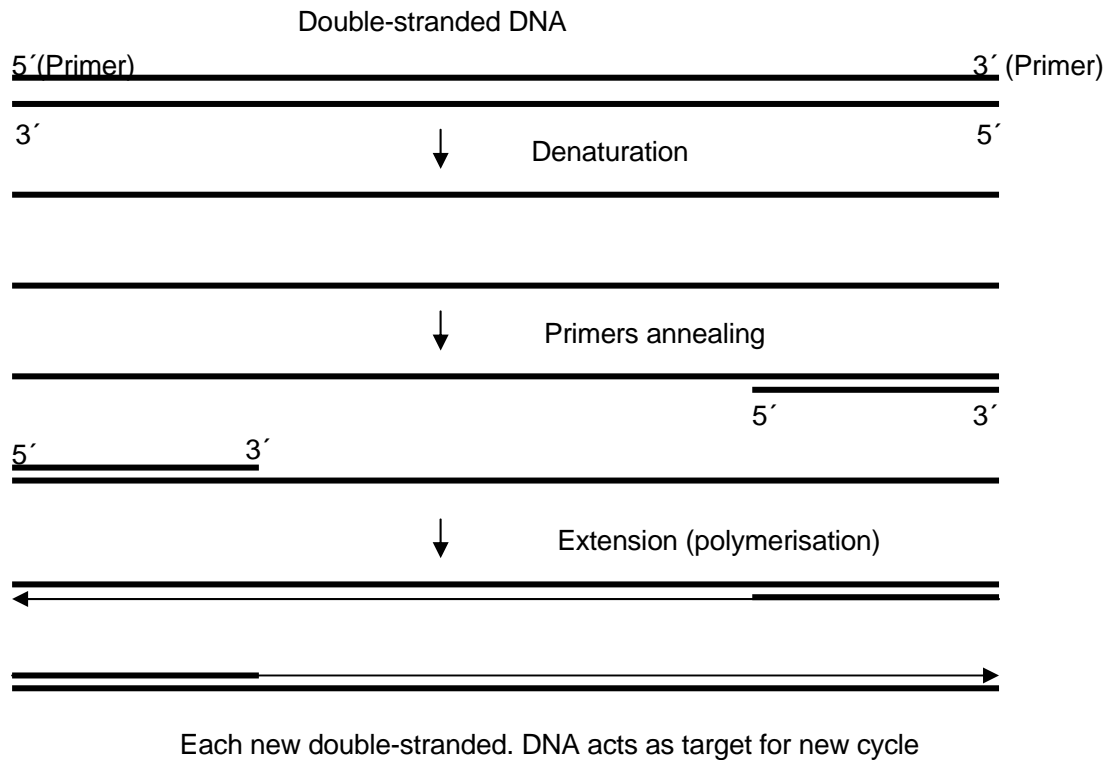 Double-stranded DNA
5´(Primer) 3´ (Primer)
3´ 5´
Denaturation
Primers annealing
5´ 3´
5´ 3´
Extension (polymerisation)
Each new double-stranded. DNA acts as target for new cycle